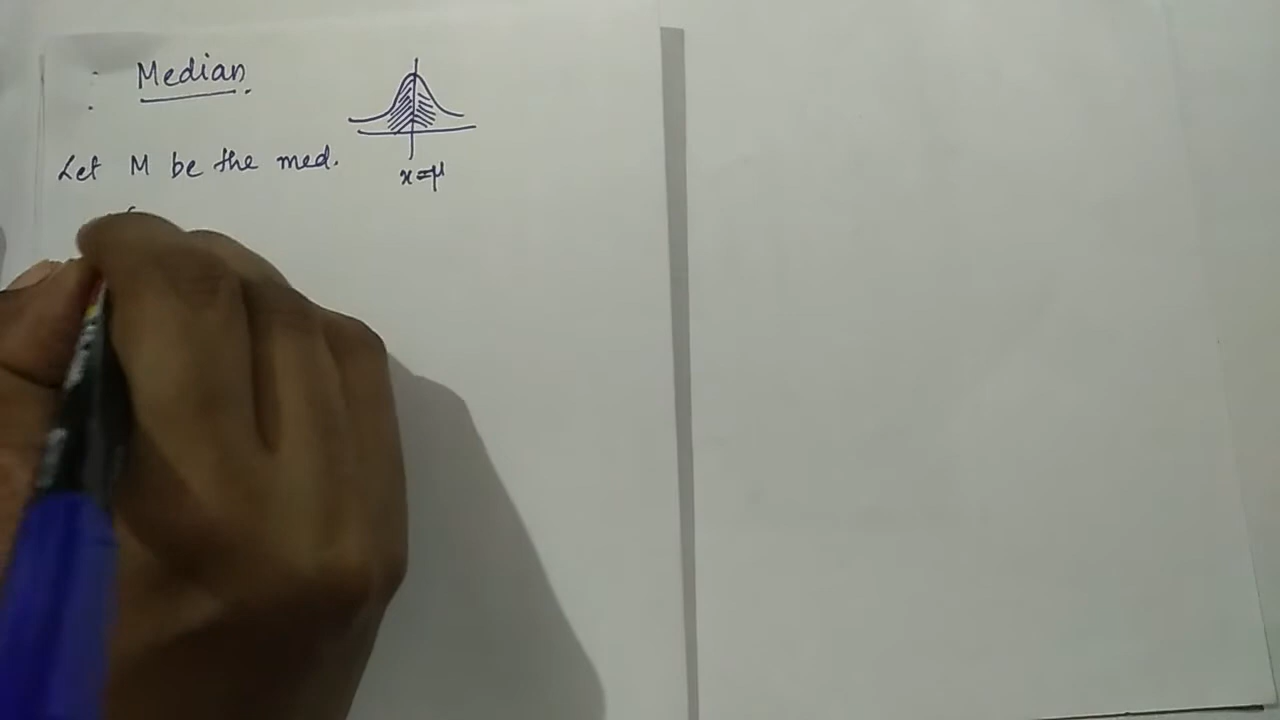 Median.
Let M be the med.
x=μ